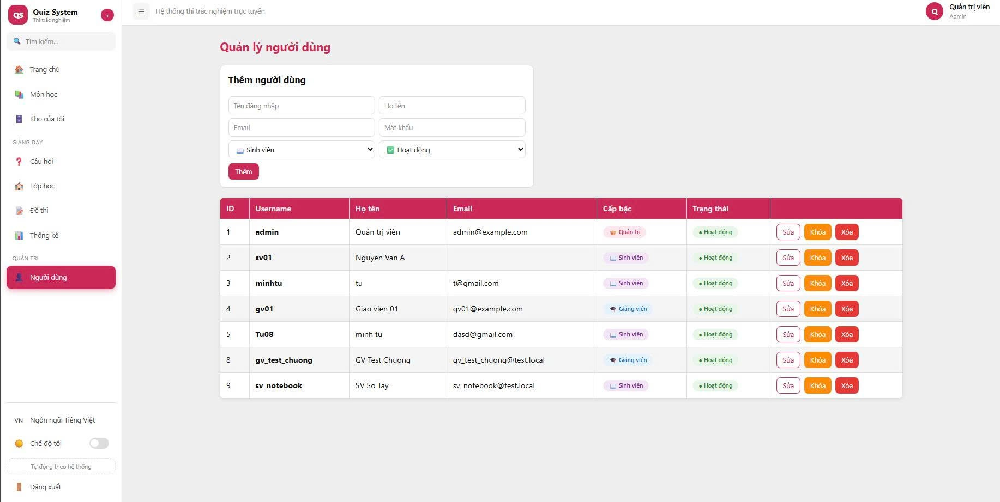 QS Quiz System
Thi trắc nghiệm
Tìm kiếm...
Trang chủ
Môn học
Kho của tôi
GIẢNG DẠY
Câu hỏi
Lớp học
Đề thi
Thống kê
QUẢN TRỊ
Người dùng
VN Ngôn ngữ: Tiếng Việt
Chế độ tối
Tự động theo hệ thống
Đăng xuất
Hệ thống thi trắc nghiệm trực tuyến
Q Quản trị viên
Admin
Quản lý người dùng
Thêm người dùng
Tên đăng nhập Họ tên
Email Mật khẩu
Sinh viên Hoạt động
Thêm
ID Username Họ tên Email Cấp bậc Trạng thái
1 admin Quản trị viên admin@example.com Quản trị Hoạt động Sửa Khóa Xóa
2 sv01 Nguyen Van A Sinh viên Hoạt động Sửa Khóa Xóa
3 minhtu tu t@gmail.com Sinh viên Hoạt động Sửa Khóa Xóa
4 gv01 Giao vien 01 gv01@example.com Giảng viên Hoạt động Sửa Khóa Xóa
5 Tu08 minh tu dasd@gmail.com Sinh viên Hoạt động Sửa Khóa Xóa
8 gv_test_chuong GV Test Chuong gv_test_chuong@test.local Giảng viên Hoạt động Sửa Khóa Xóa
9 sv_notebook SV So Tay sv_notebook@test.local Sinh viên Hoạt động Sửa Khóa Xóa